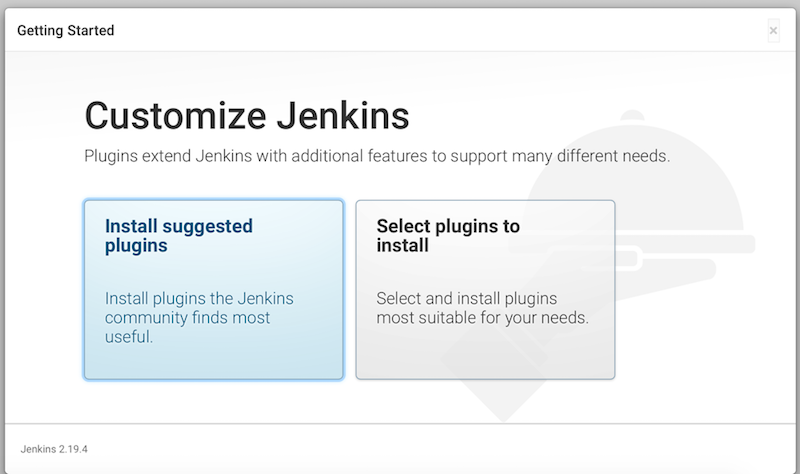 Getting Started
×
Customize Jenkins
Plugins extend Jenkins with additional features to support many different needs.
Install suggested
plugins
Install plugins the Jenkins
community finds most
useful.
Select plugins to
install
Select and install plugins
most suitable for your needs.
Jenkins 2.19.4